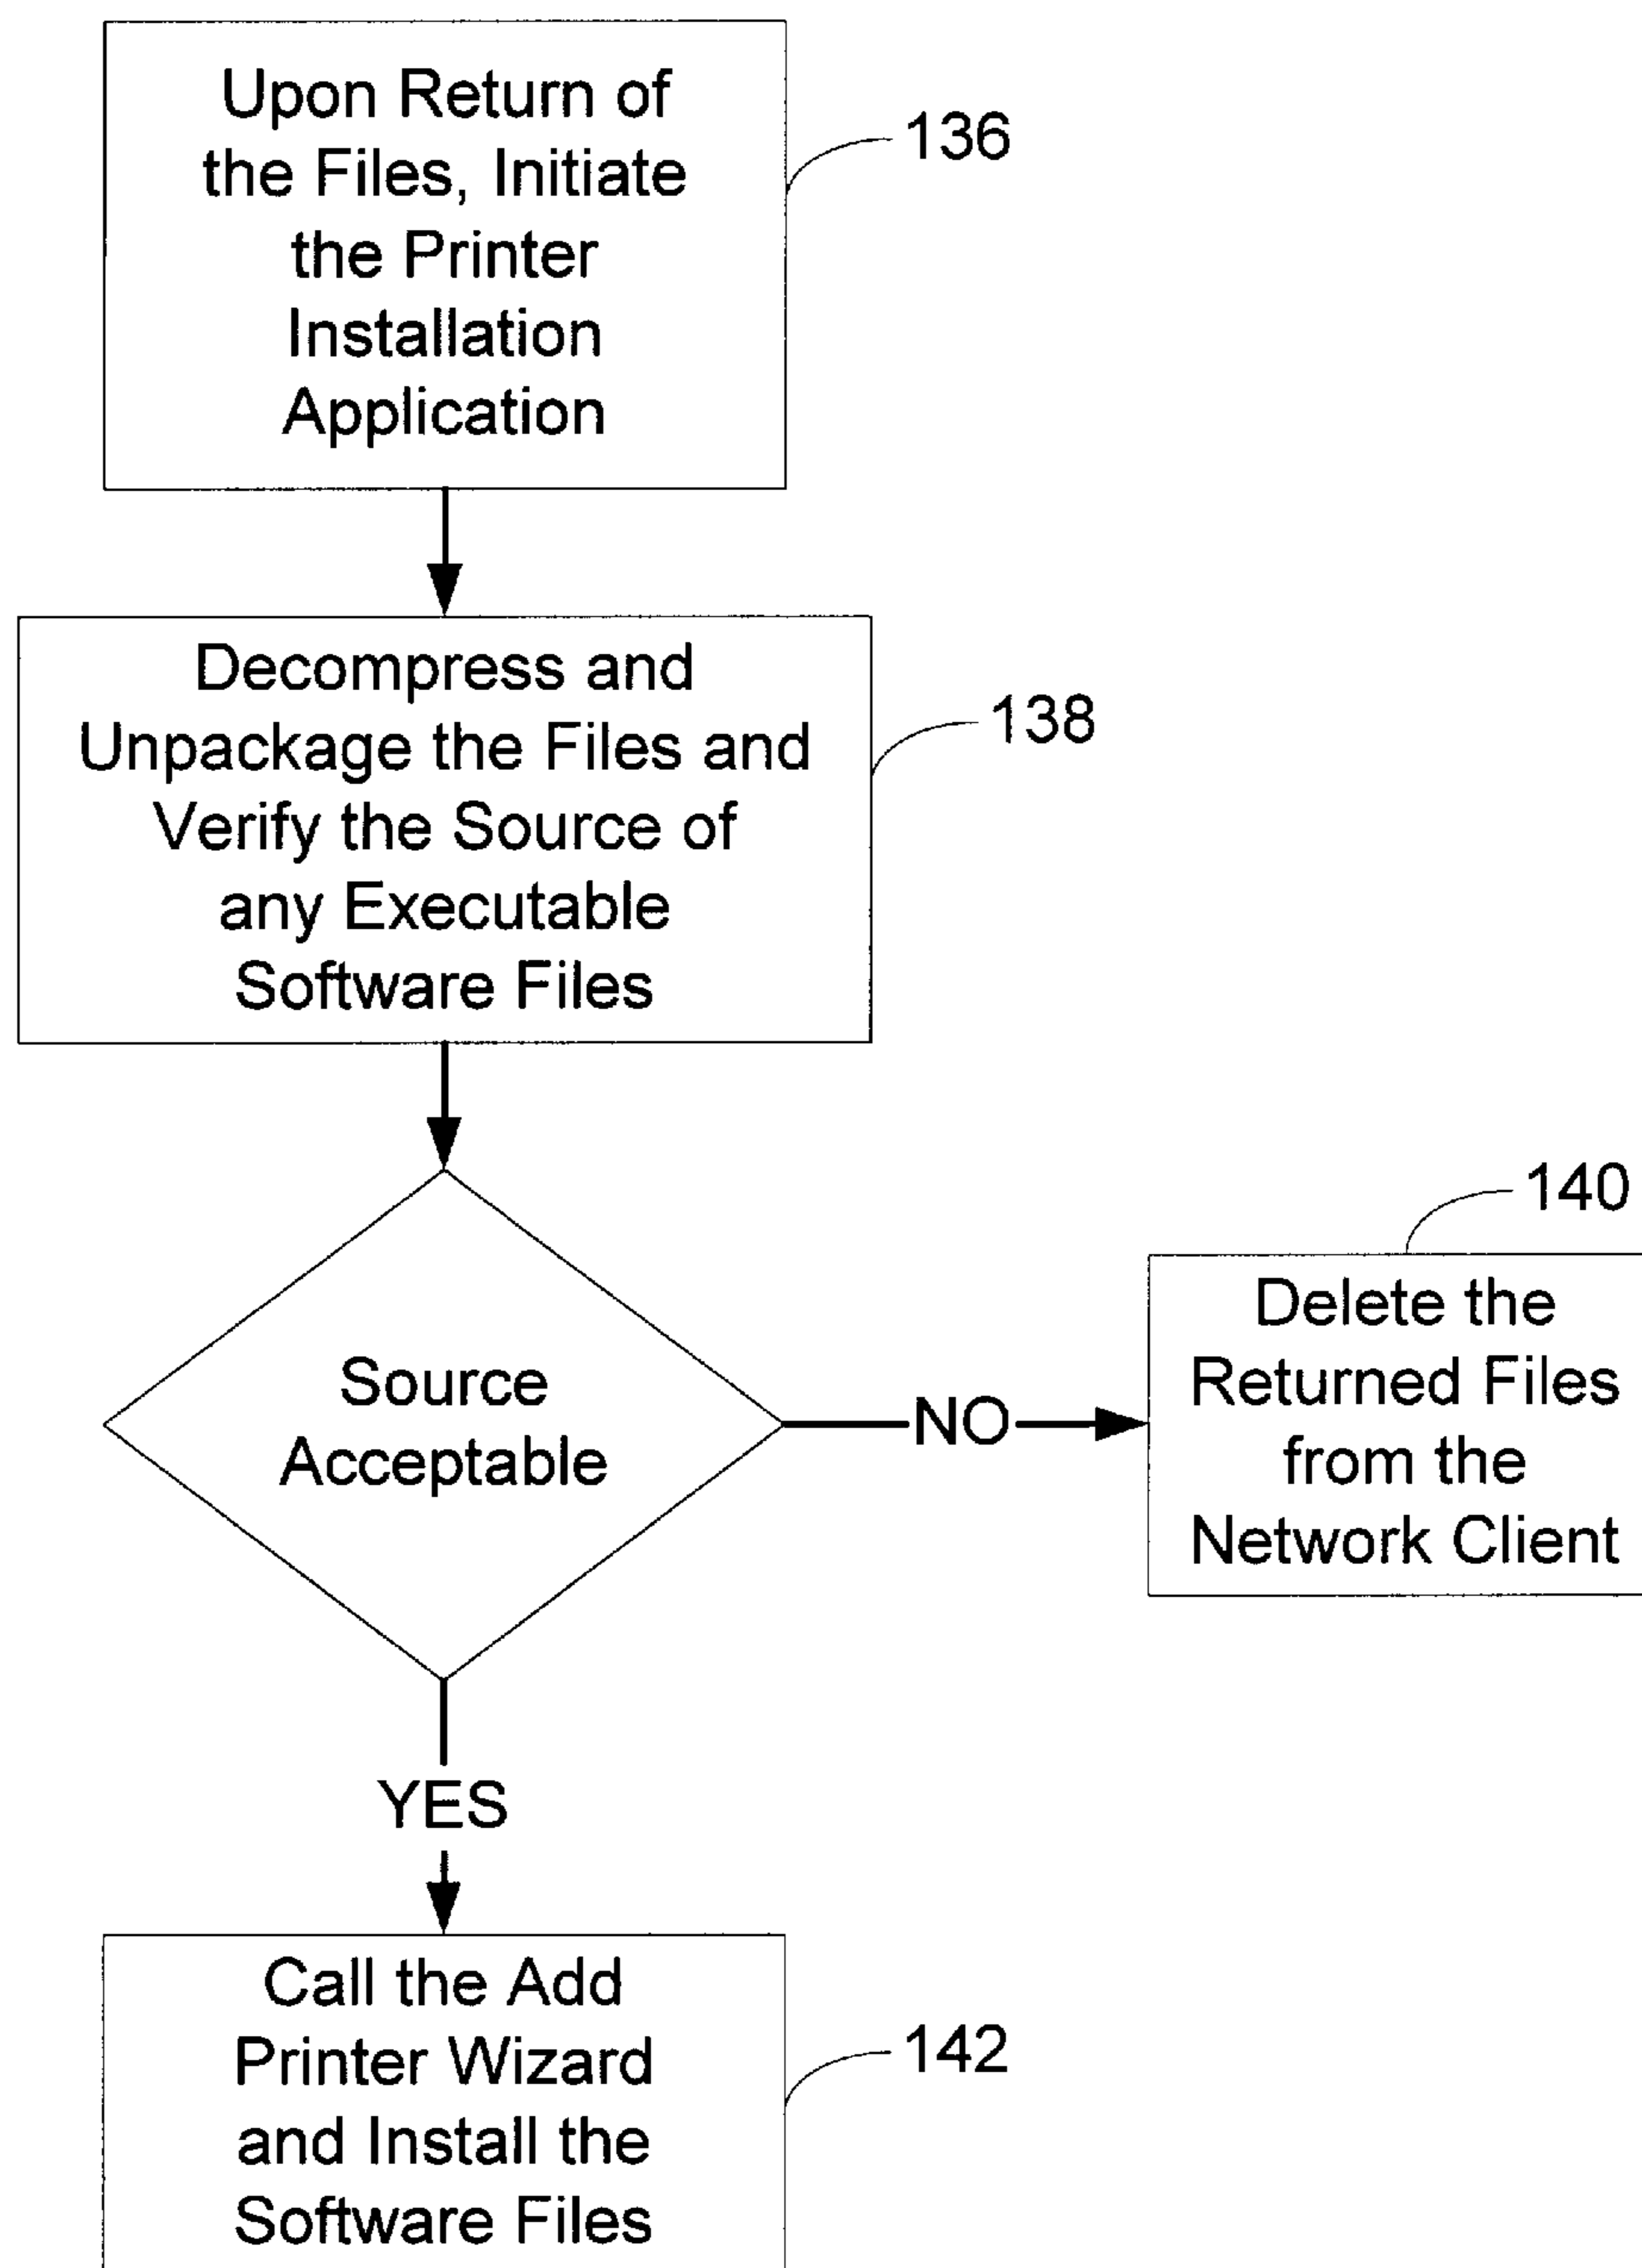 Upon Return of
the Files, Initiate
the Printer
Installation
Application
136
Decompress and
Unpackage the Files and
Verify the Source of
any Executable
Software Files
138
Source
Acceptable
NO
140
Delete the
Returned Files
from the
Network Client
YES
Call the Add
Printer Wizard
and Install the
Software Files
142